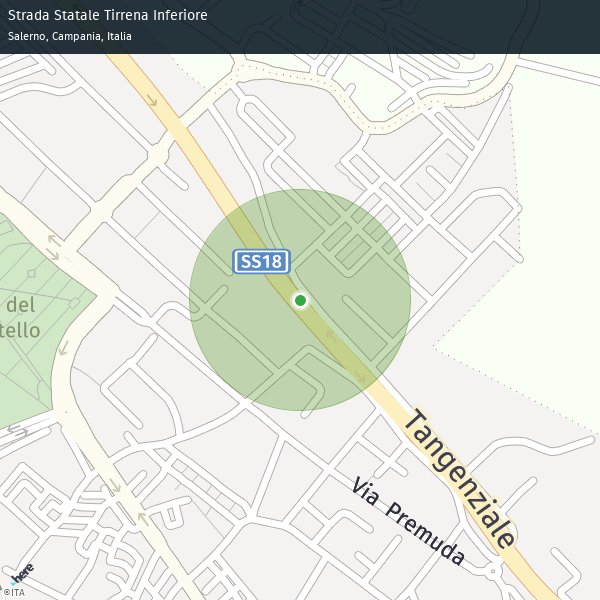 Strada Statale Tirrena Inferiore
Salerno, Campania, Italia
SS18
del
tello
Tangenziale
Via Premuda
here
©ITA